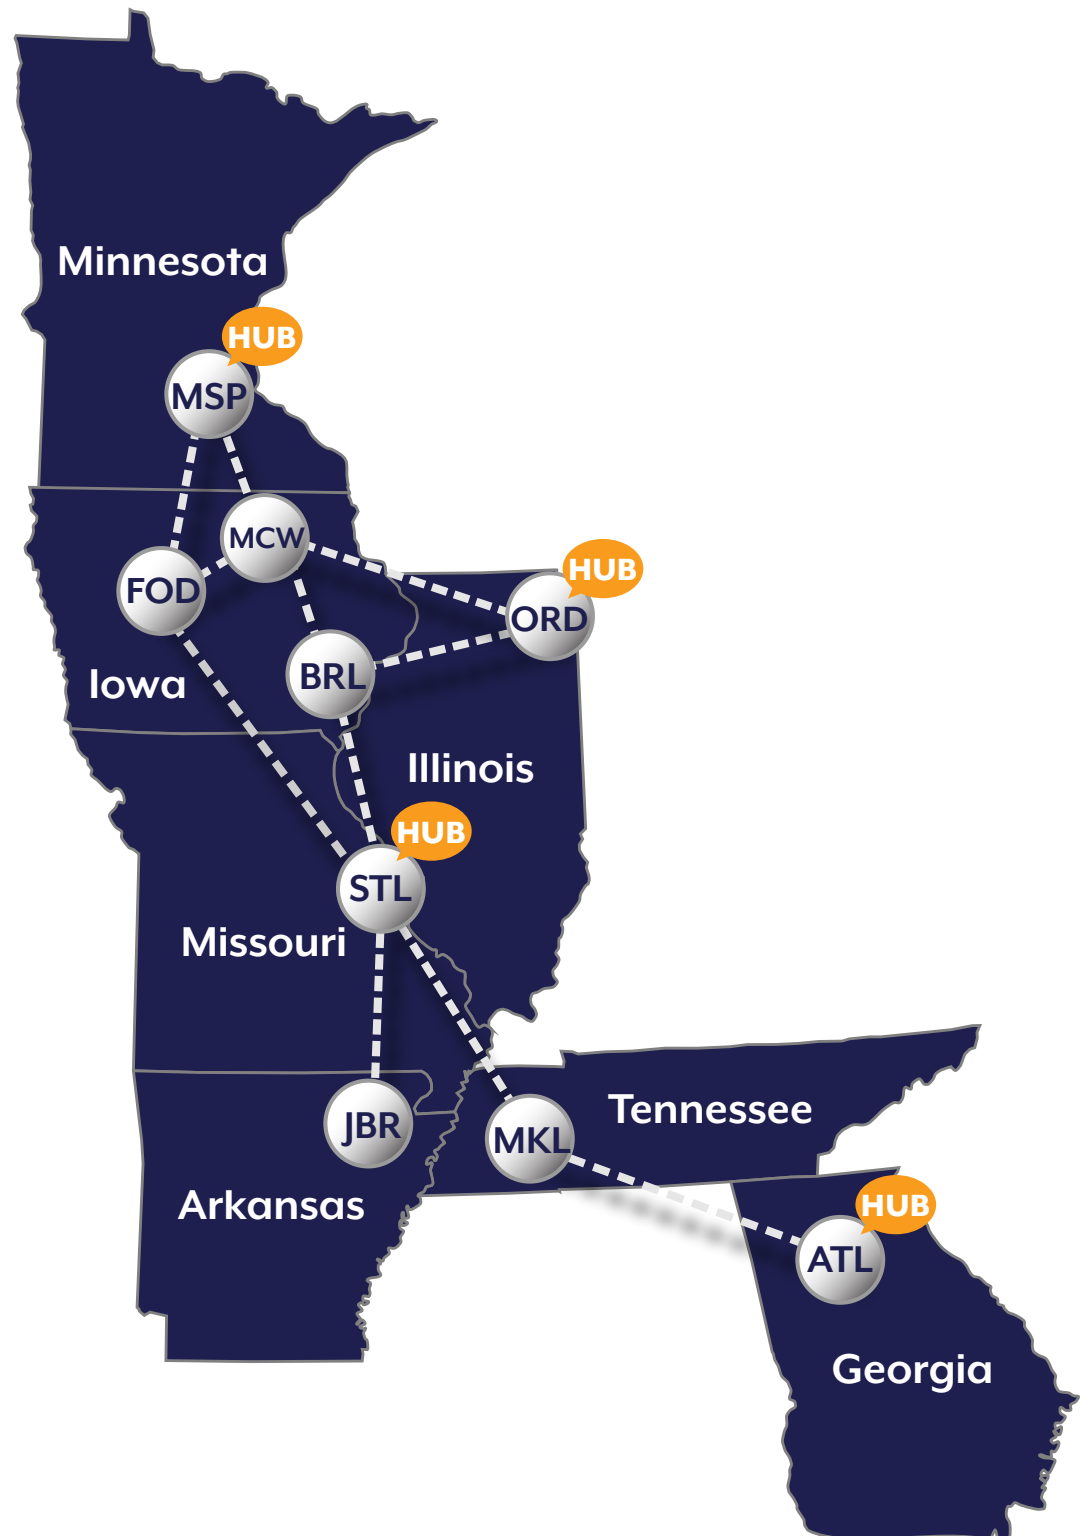 Minnesota
HUB
MSP
MCW
HUB
FOD
ORD
BRL
Iowa
Illinois
HUB
STL
Missouri
Tennessee
JBR
MKL
Arkansas
HUB
ATL
Georgia